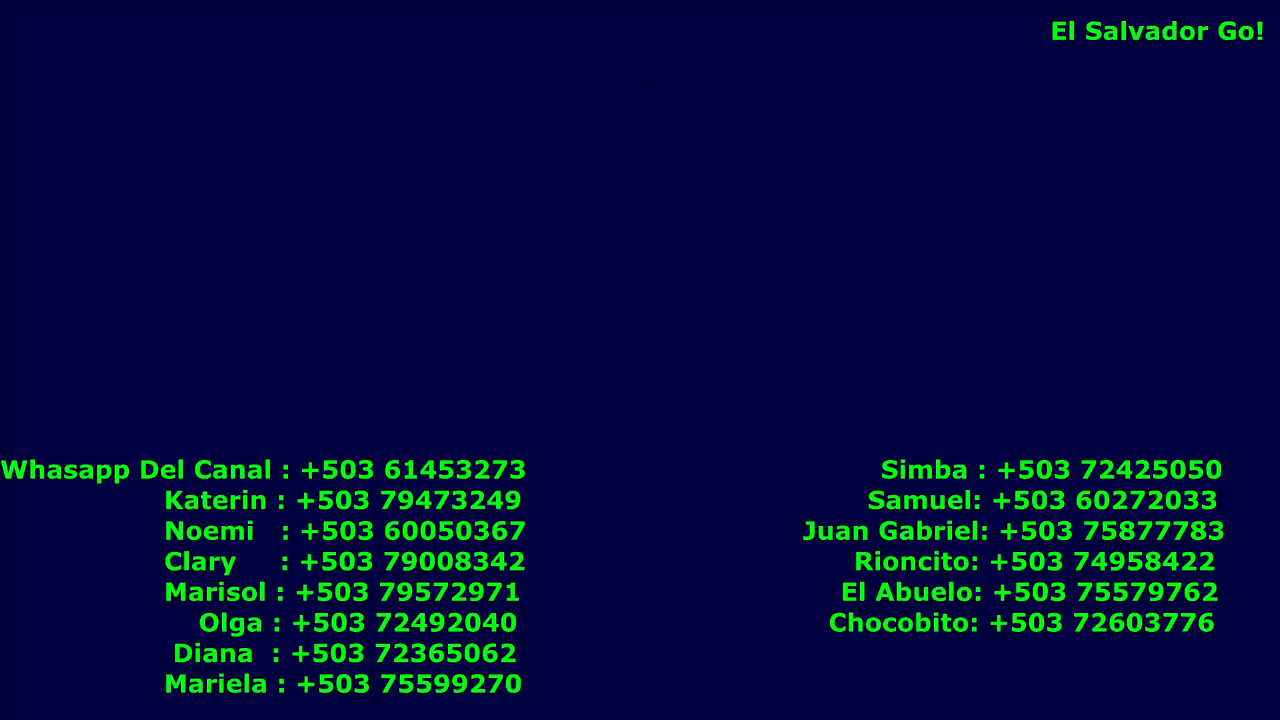 El Salvador Go!
Whasapp Del Canal : +503 61453273
Katerin : +503 79473249
Noemi : +503 60050367
Clary : +503 79008342
Marisol : +503 79572971
Olga : +503 72492040
Diana : +503 72365062
Mariela : +503 75599270
Simba : +503 72425050
Samuel: +503 60272033
Juan Gabriel: +503 75877783
Rioncito: +503 74958422
El Abuelo: +503 75579762
Chocobito: +503 72603776